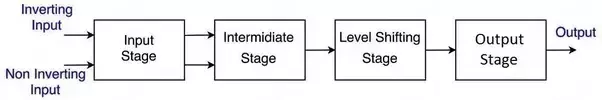 Inverting
Input
Non Inverting
Input
Input
Stage
Intermidiate
Stage
Level Shifting
Stage
Output
Stage
Output